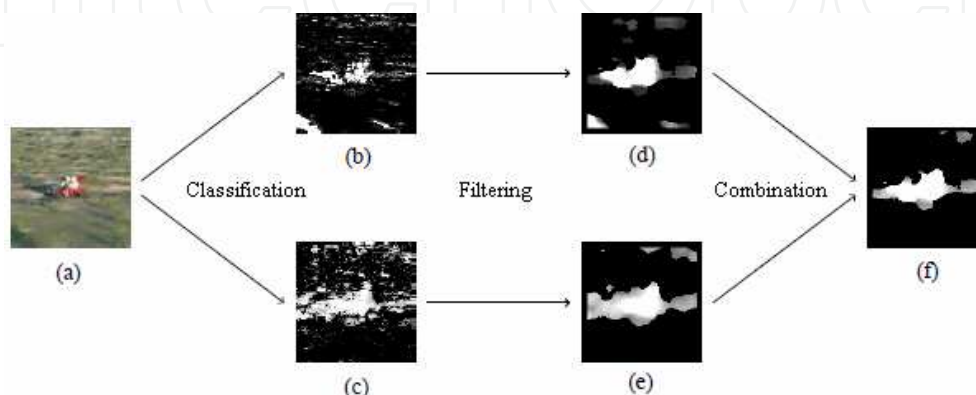 (b)
(d)
(a)
Classification
Filtering
Combination
(f)
(c)
(e)